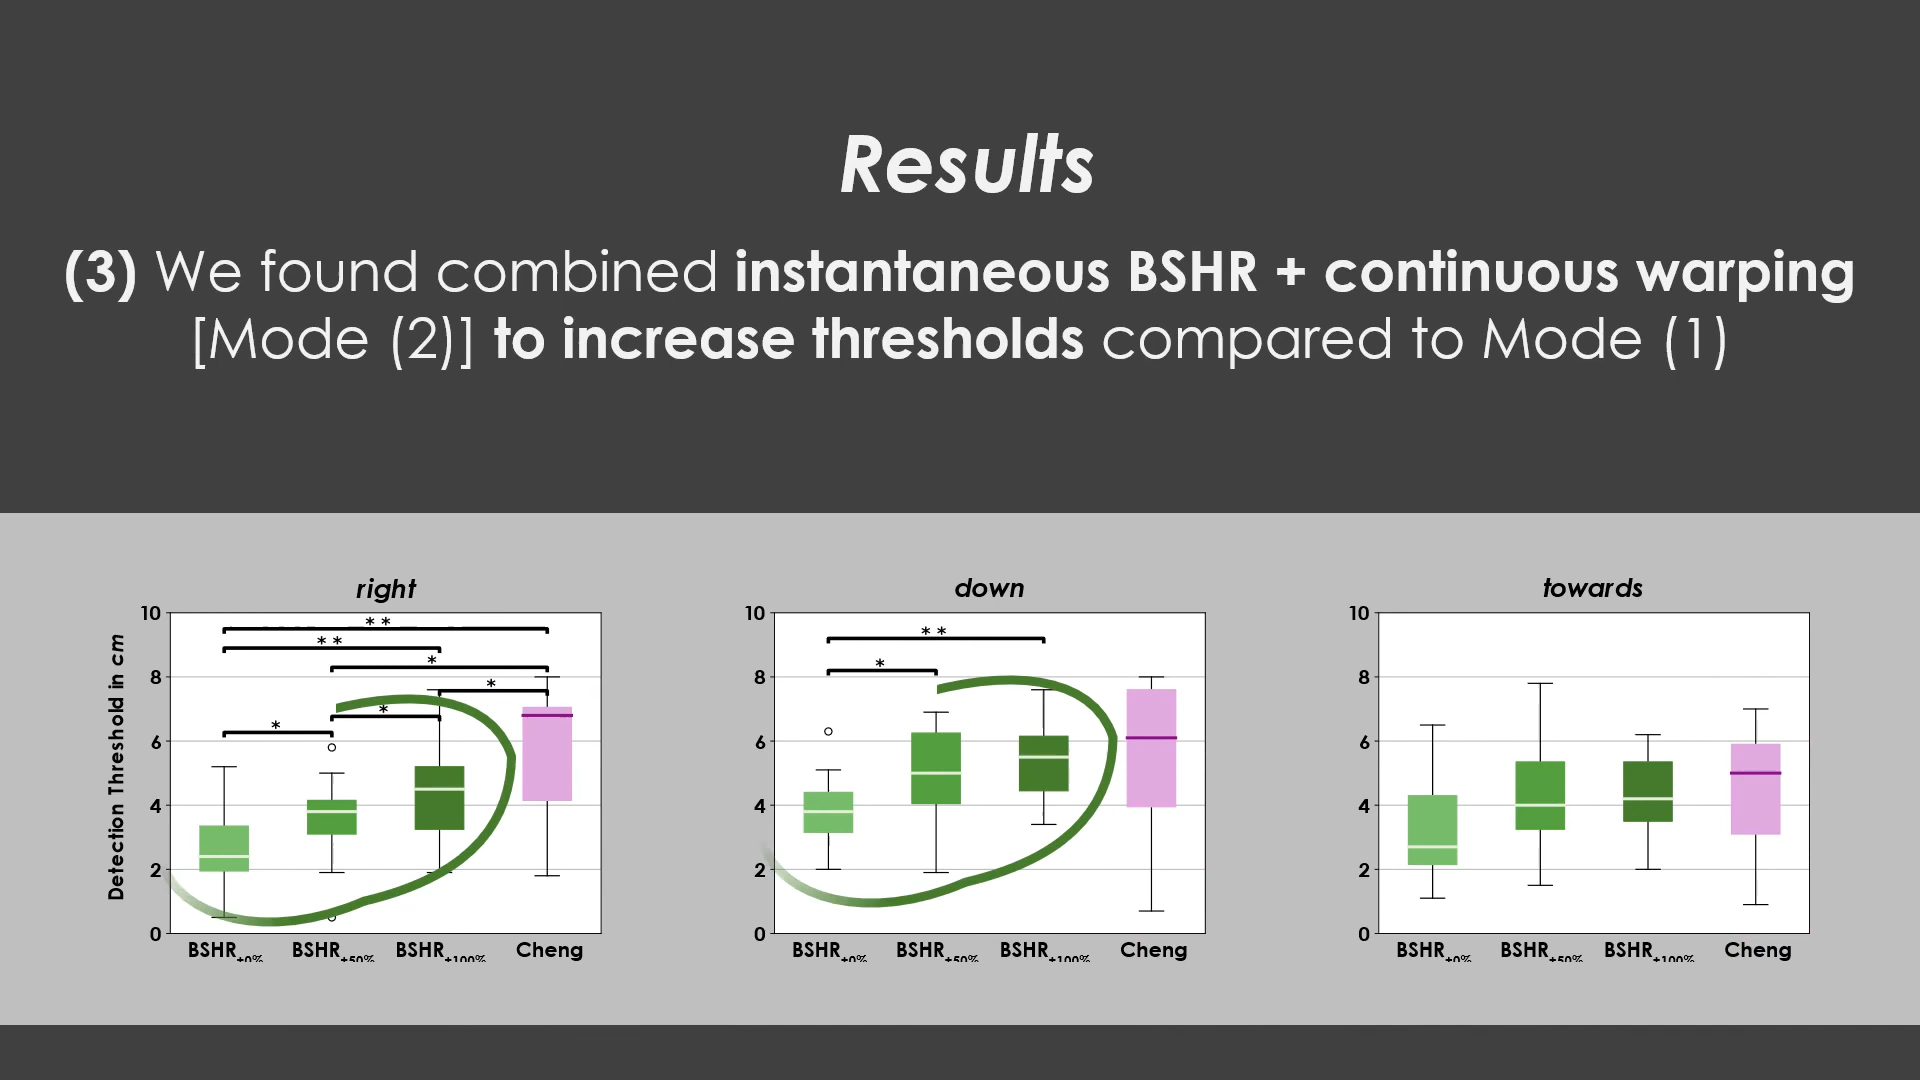 Results
(3) We found combined instantaneous BSHR + continuous warping
[Mode (2)] to increase thresholds compared to Mode (1)
right
down
towards
Detection Threshold in cm
10
8
6
4
2
0
* *
* *
*
*
*
*
BSHR+0% BSHR+50% BSHR+100% Cheng
10
8
6
4
2
0
* *
*
BSHR+0% BSHR+50% BSHR+100% Cheng
10
8
6
4
2
0
BSHR+0% BSHR+50% BSHR+100% Cheng